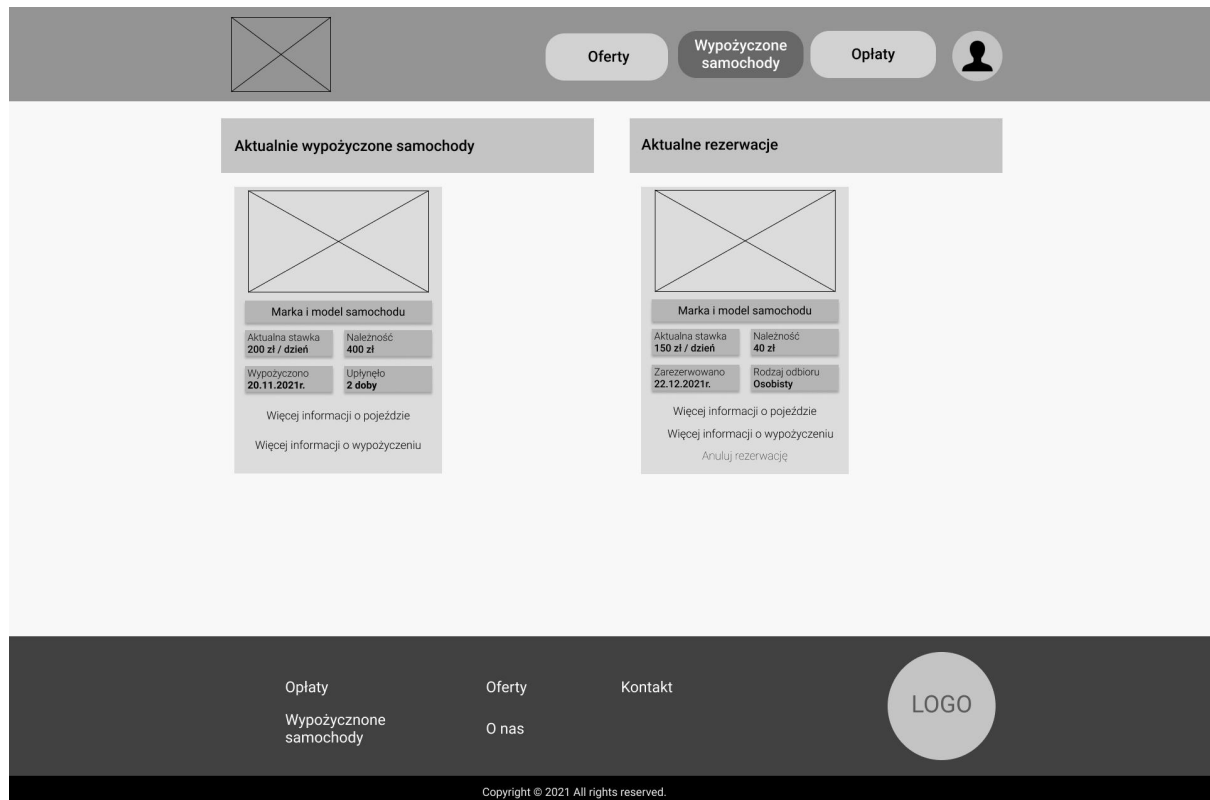 Oferty
Wypożyczone
samochody
Opłaty
Aktualnie wypożyczone samochody
Marka i model samochodu
Aktualna stawka
200 zł / dzień
Należność
400 zł
Wypożyczono
20.11.2021r.
Upłynęło
2 doby
Więcej informacji o pojeździe
Więcej informacji o wypożyczeniu
Aktualne rezerwacje
Marka i model samochodu
Aktualna stawka
150 zł / dzień
Należność
40 zł
Zarezerwowano
22.12.2021r.
Rodzaj odbioru
Osobisty
Więcej informacji o pojeździe
Więcej informacji o wypożyczeniu
Anuluj rezerwację
Opłaty
Wypożycznone
samochody
Oferty
O nas
Kontakt
LOGO
Copyright © 2021 All rights reserved.